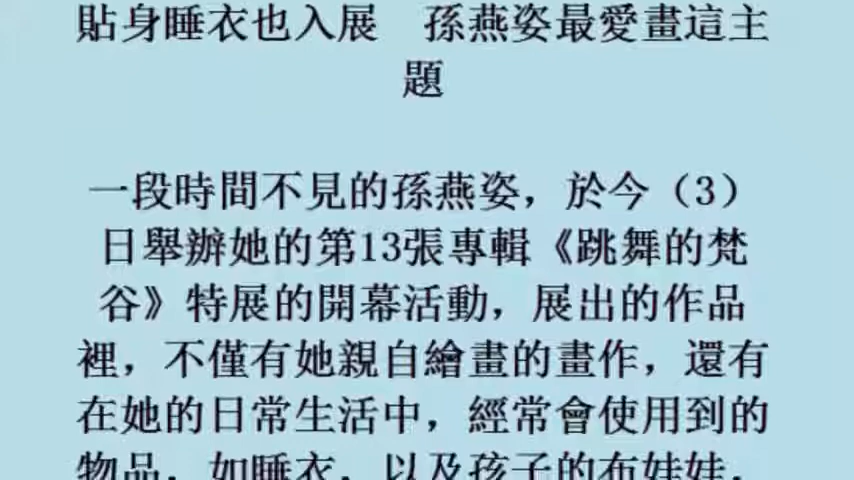 貼身睡衣也入展　孫燕姿最愛畫這主
題
一段時間不見的孫燕姿，於今（3）
日舉辦她的第13張專輯《跳舞的梵
谷》特展的開幕活動，展出的作品
裡，不僅有她親自繪畫的畫作，還有
在她的日常生活中，經常會使用到的
物品，如睡衣，以及孩子的布娃娃，